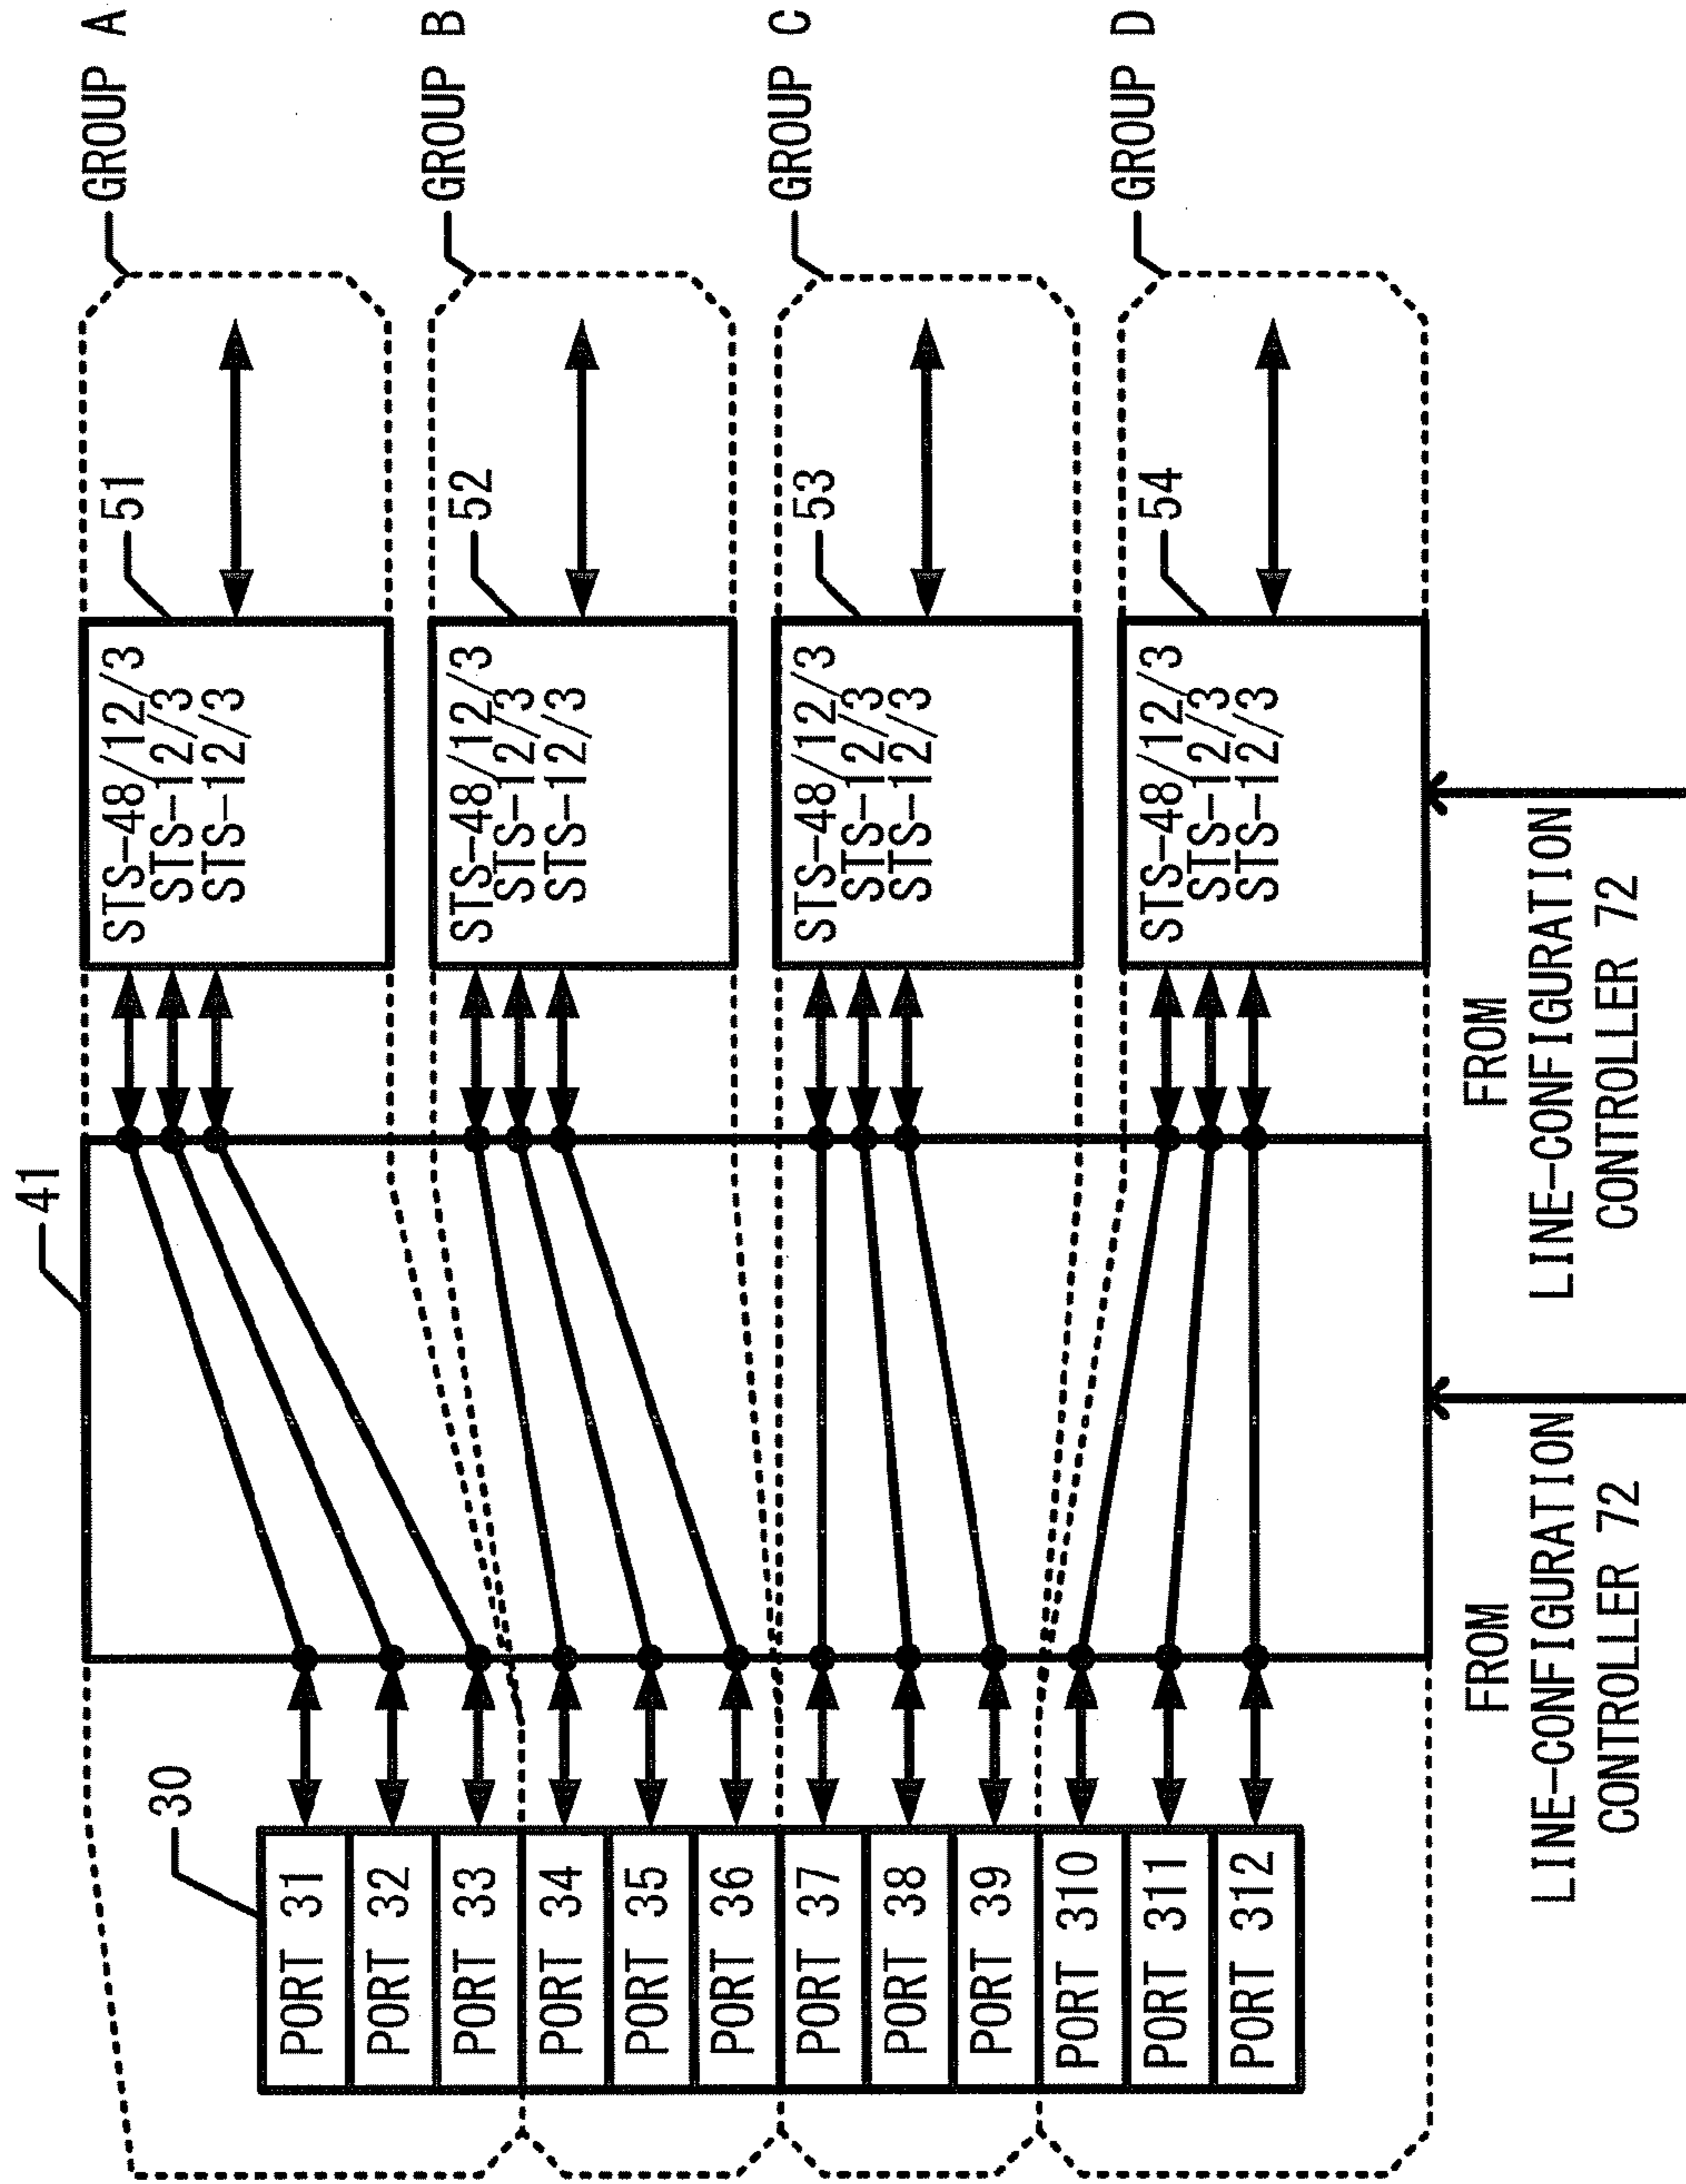 41
30
PORT 31
PORT 32
PORT 33
PORT 34
PORT 35
PORT 36
PORT 37
PORT 38
PORT 39
PORT 310
PORT 311
PORT 312
51
STS-48/12/3
STS-12/3
STS-12/3
GROUP A
52
STS-48/12/3
STS-12/3
STS-12/3
GROUP B
53
STS-48/12/3
STS-12/3
STS-12/3
GROUP C
54
STS-48/12/3
STS-12/3
STS-12/3
GROUP D
FROM
LINE-CONFIGURATION
CONTROLLER 72
FROM
LINE-CONFIGURATION
CONTROLLER 72